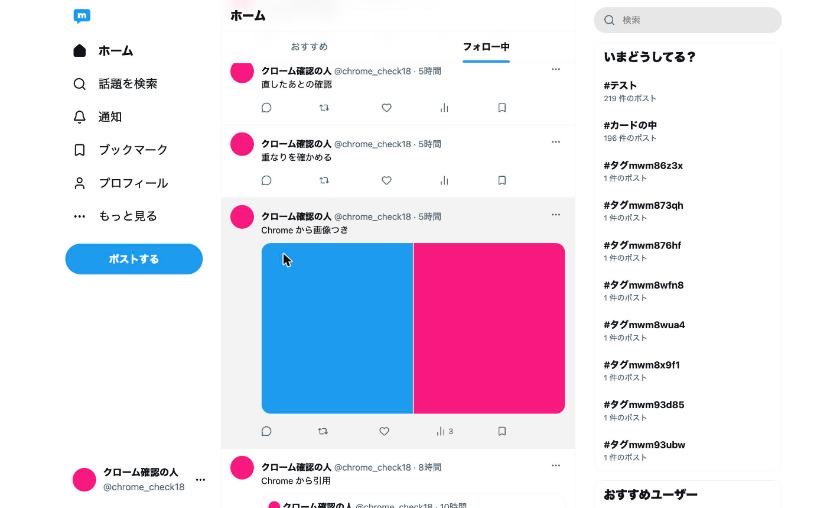 m
ホーム
話題を検索
通知
ブックマーク
プロフィール
もっと見る
ポストする
クローム確認の人
@chrome_check18
ホーム
おすすめ
フォロー中
クローム確認の人 @chrome_check18 · 5時間
直したあとの確認
クローム確認の人 @chrome_check18 · 5時間
重なりを確かめる
クローム確認の人 @chrome_check18 · 5時間
Chrome から画像つき
3
クローム確認の人 @chrome_check18 · 8時間
Chrome から引用
クローム確認の人 @chrome_check18 · 10時間
検索
いまどうしてる？
#テスト
219 件のポスト
#カードの中
196 件のポスト
#タグmwm86z3x
1 件のポスト
#タグmwm873qh
1 件のポスト
#タグmwm876hf
1 件のポスト
#タグmwm8wfn8
1 件のポスト
#タグmwm8wua4
1 件のポスト
#タグmwm8x9f1
1 件のポスト
#タグmwm93d85
1 件のポスト
#タグmwm93ubw
1 件のポスト
おすすめユーザー